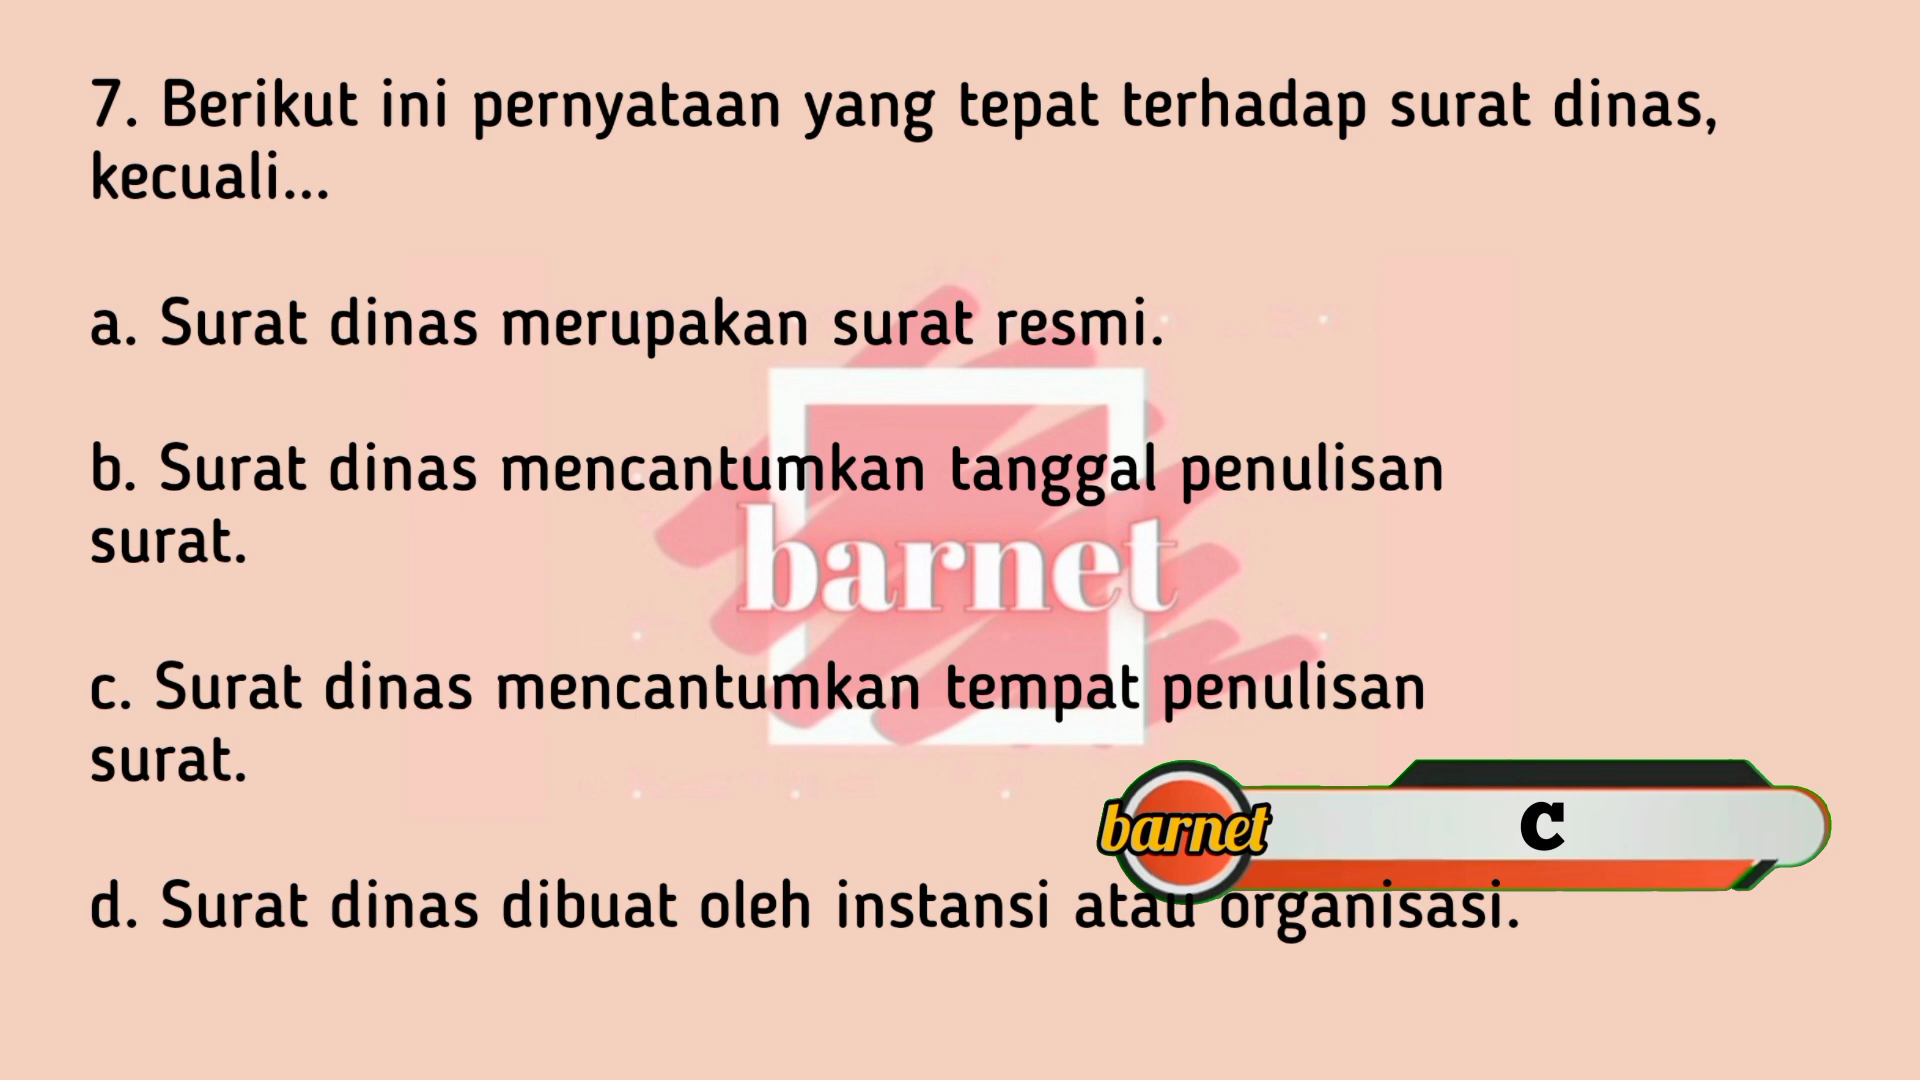 7. Berikut ini pernyataan yang tepat terhadap surat dinas,
kecuali...
a. Surat dinas merupakan surat resmi.
b. Surat dinas mencantumkan tanggal penulisan
surat.
barnet
c. Surat dinas mencantumkan tempat penulisan
surat.
barnet
C
d. Surat dinas dibuat oleh instansi atau organisasi.